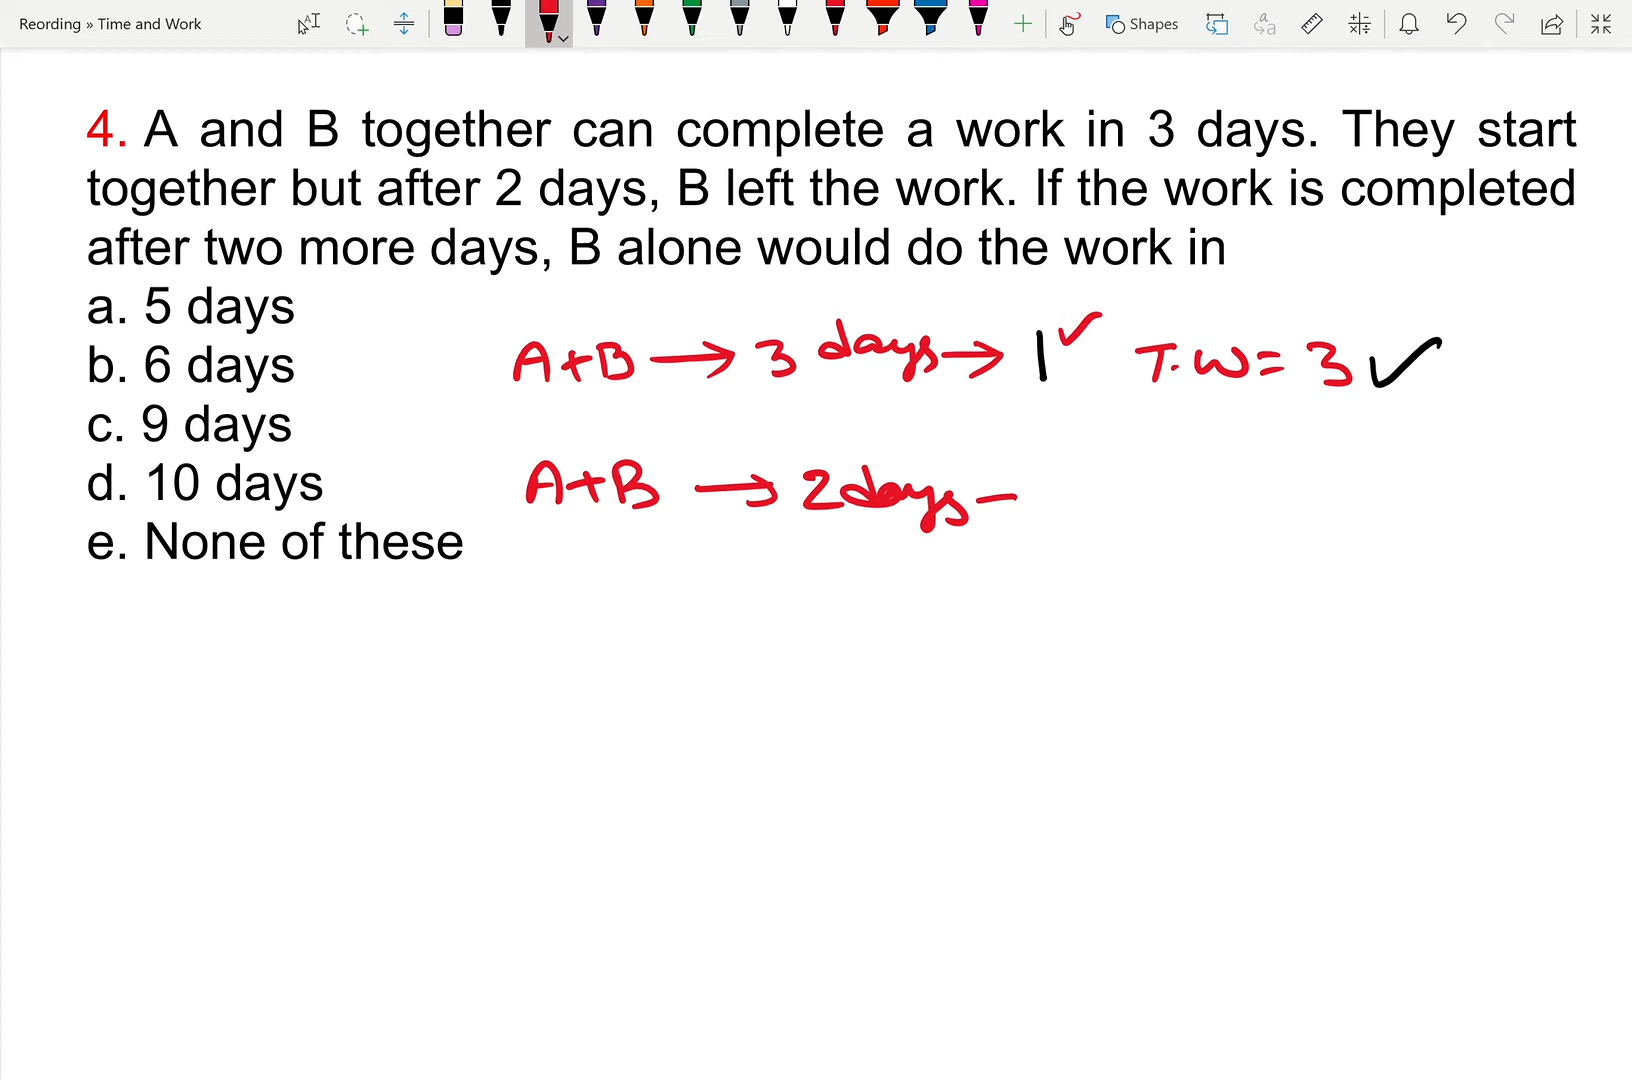 Reording » Time and Work
Shapes
4. A and B together can complete a work in 3 days. They start
together but after 2 days, B left the work. If the work is completed
after two more days, B alone would do the work in
a. 5 days
b. 6 days
c. 9 days
d. 10 days
e. None of these
A+B → 3 days → 1 ✓ T.W = 3 ✓
A+B → 2 days –